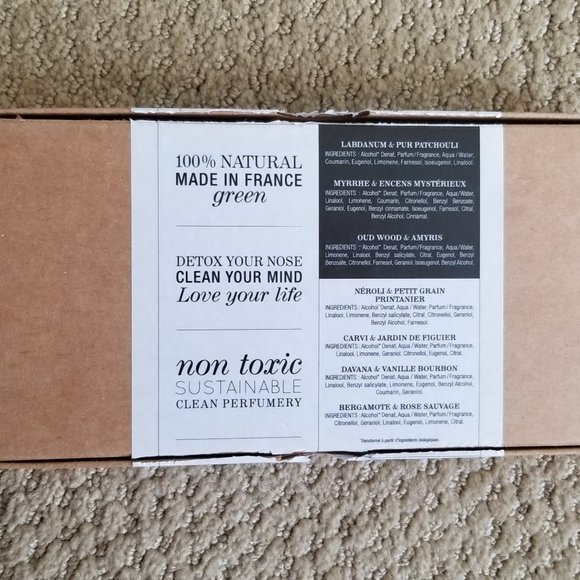 100% NATURAL
MADE IN FRANCE
green
DETOX YOUR NOSE
CLEAN YOUR MIND
Love your life
non toxic
SUSTAINABLE
CLEAN PERFUMERY
LABDANUM & PUR PATCHOULI
INGREDIENTS : Alcohol* Denat, Parfum/Fragrance, Aqua/Water,
Coumarin, Eugenol, Limonene, Farnesol, Isoeugenol, Linalool.
MYRRHE & ENCENS MYSTÉRIEUX
INGREDIENTS : Alcohol* Denat, Parfum/Fragrance, Aqua/Water,
Linalool, Limonene, Coumarin, Citronellol, Benzyl Benzoate,
Geraniol, Eugenol, Benzyl cinnamate, Isoeugenol, Farnesol, Citral,
Benzyl Alcohol, Cinnamal.
OUD WOOD & AMYRIS
INGREDIENTS : Alcohol* Denat, Parfum/Fragrance, Aqua/Water,
Linalool, Limonene, Benzyl salicylate, Citral, Eugenol, Benzyl
Benzoate, Citronellol, Farnesol, Geraniol, Isoeugenol, Benzyl Alcohol.
NÉROLI & PETIT GRAIN
PRINTANIER
INGREDIENTS : Alcohol* Denat, Aqua / Water, Parfum/Fragrance,
Linalool, Limonene, Benzyl salicylate, Citral, Citronellol, Geraniol,
Benzyl Alcohol, Farnesol.
CARVI & JARDIN DE FIGUIER
INGREDIENTS : Alcohol* Denat, Aqua / Water, Parfum/Fragrance,
Linalool, Limonene, Geraniol, Citronellol, Eugenol, Citral.
DAVANA & VANILLE BOURBON
INGREDIENTS : Alcohol* Denat, Aqua / Water, Parfum/Fragrance,
Linalool, Benzyl salicylate, Limonene, Eugenol, Benzyl Alcohol,
Coumarin, Geraniol.
BERGAMOTE & ROSE SAUVAGE
INGREDIENTS : Alcohol* Denat, Aqua / Water, Parfum/Fragrance,
Citronellol, Geraniol, Linalool, Eugenol, Limonene, Citral.
*Transformé à partir d'ingrédients biologiques.